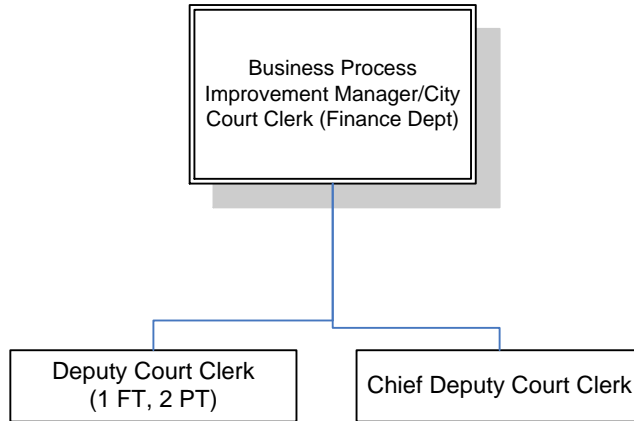 Business Process
Improvement Manager/City
Court Clerk (Finance Dept)
Deputy Court Clerk
(1 FT, 2 PT)
Chief Deputy Court Clerk